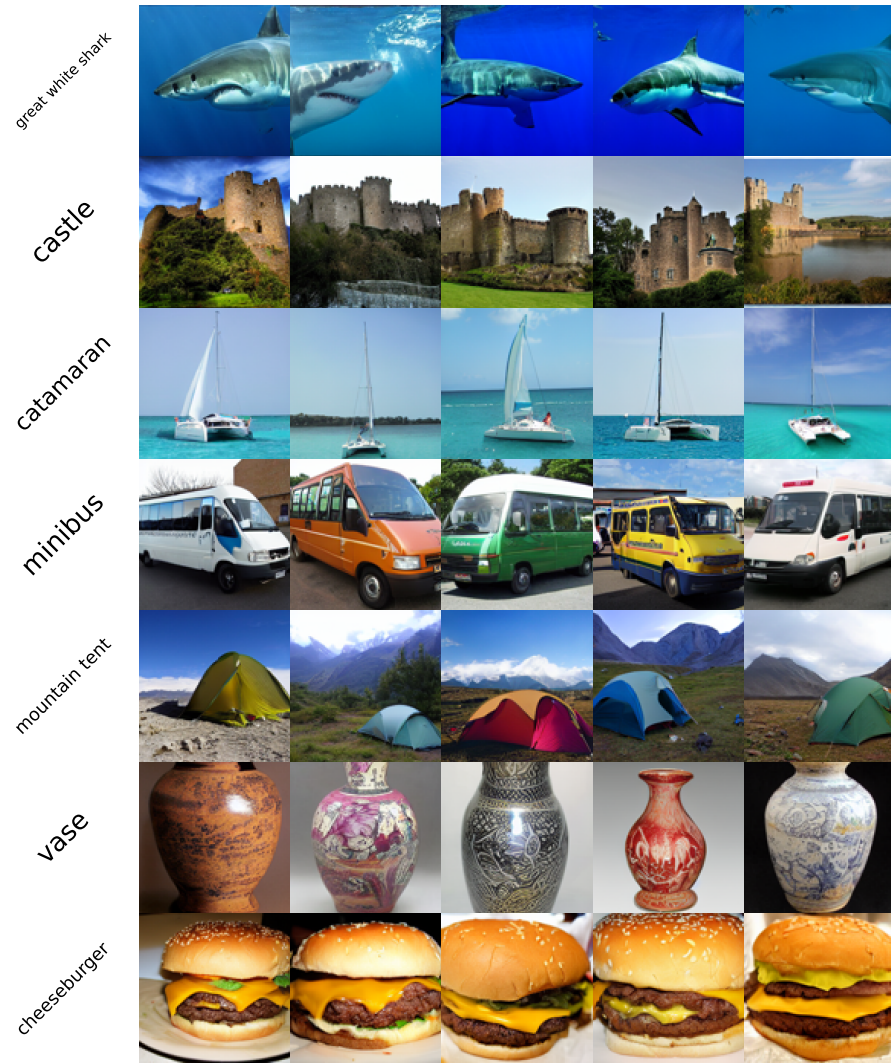 great white shark
castle
catamaran
minibus
mountain tent
vase
cheeseburger